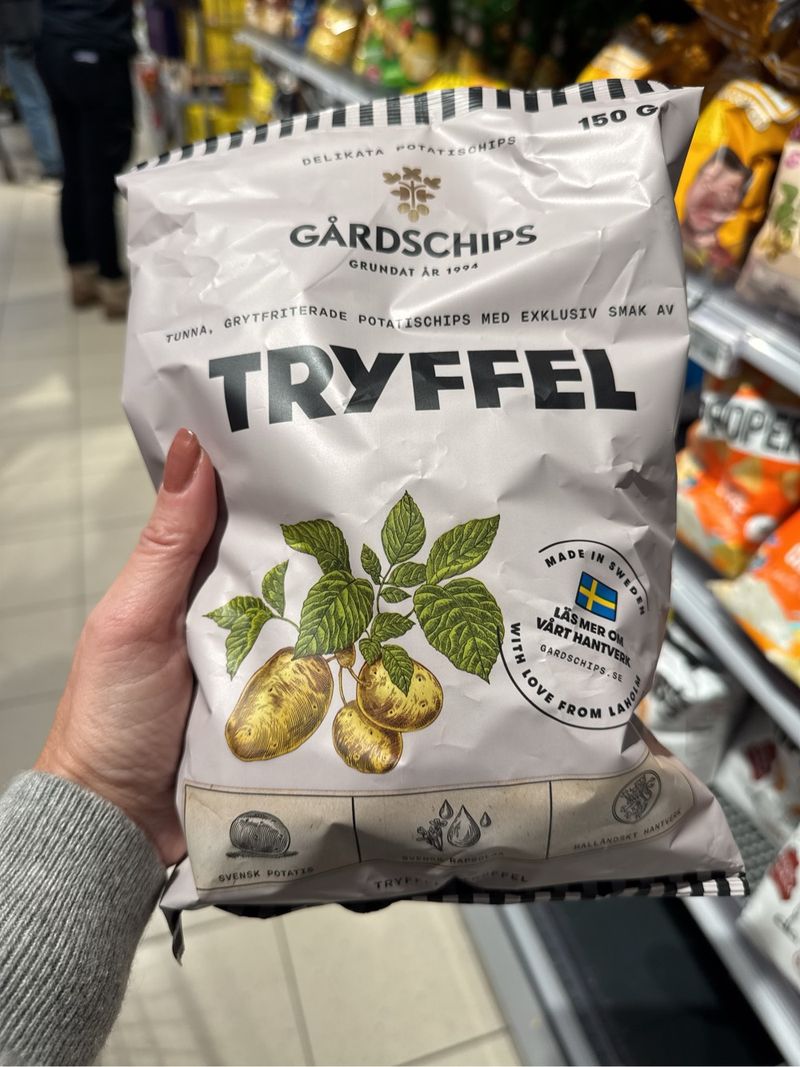 150 G
DELIKATA POTATISCHIPS
GÅRDSCHIPS
GRUNDAT ÅR 1994
TUNNA, GRYTFRITERADE POTATISCHIPS MED EXKLUSIV SMAK AV
TRYFFEL
MADE IN SWEDEN
LÄS MER OM
VÅRT HANTVERK
GARDSCHIPS.SE
WITH LOVE FROM LAHOLM
SVENSK POTATIS
SVENSK
HALLÄNDSKT HANTVERK